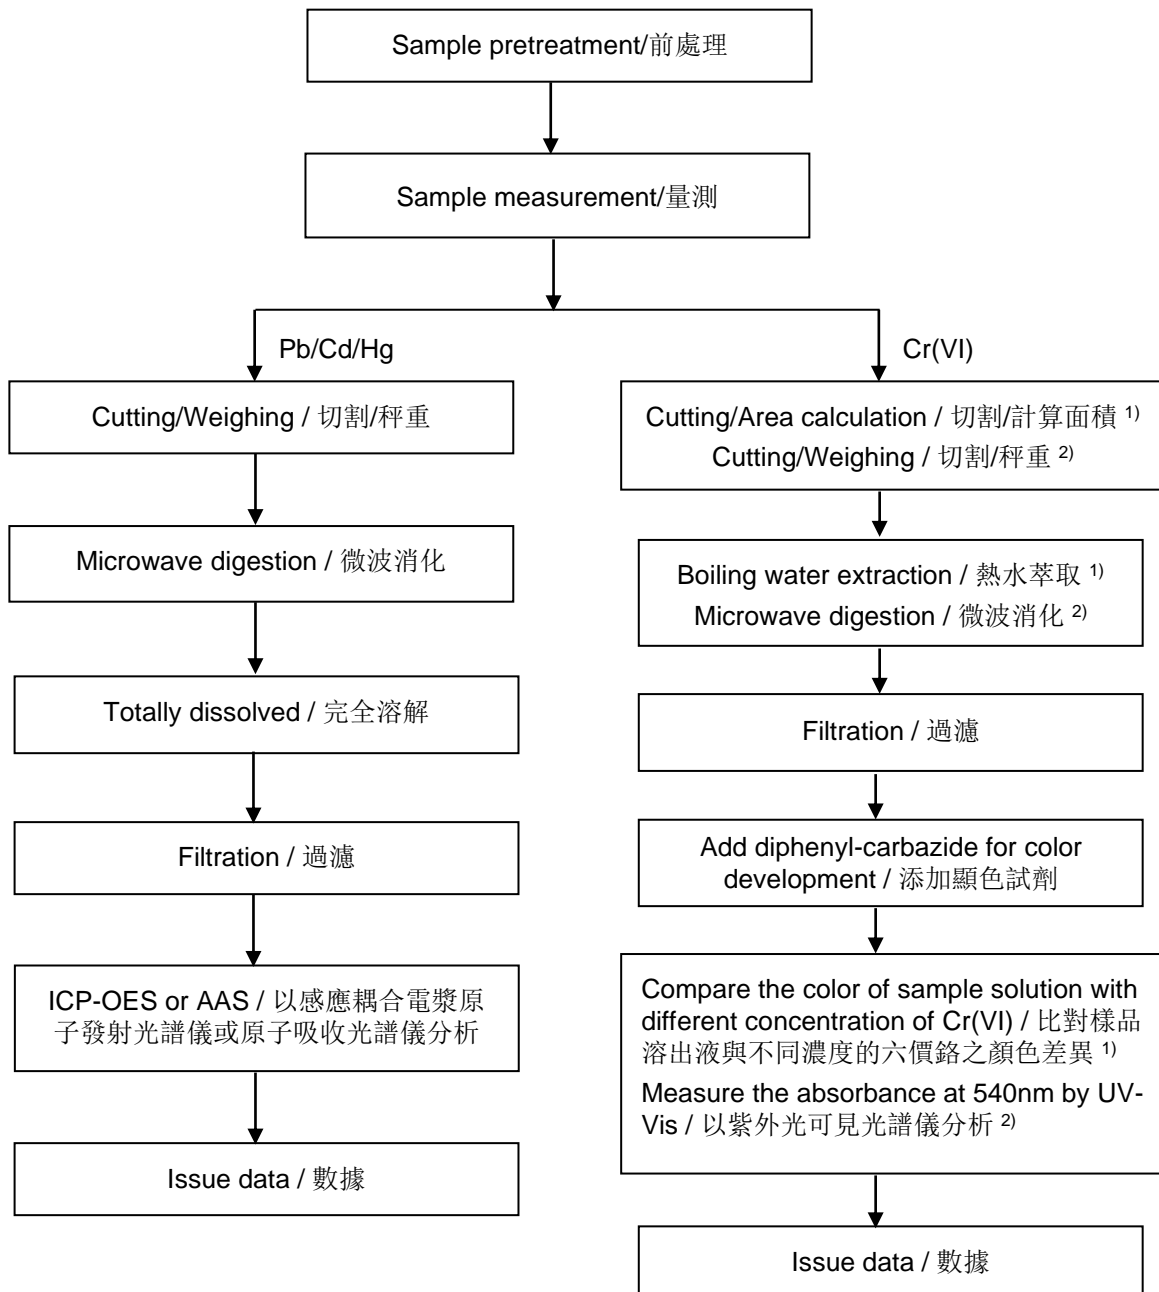 Sample pretreatment/前處理
Sample measurement/量測
Pb/Cd/Hg
Cutting/Weighing / 切割/秤重
Microwave digestion / 微波消化
Totally dissolved / 完全溶解
Filtration / 過濾
ICP-OES or AAS / 以感應耦合電漿原
子發射光譜儀或原子吸收光譜儀分析
Issue data / 數據
Cr(VI)
Cutting/Area calculation / 切割/計算面積 1)
Cutting/Weighing / 切割/秤重 2)
Boiling water extraction / 熱水萃取 1)
Microwave digestion / 微波消化 2)
Filtration / 過濾
Add diphenyl-carbazide for color
development / 添加顯色試劑
Compare the color of sample solution with
different concentration of Cr(VI) / 比對樣品
溶出液與不同濃度的六價鉻之顏色差異 1)
Measure the absorbance at 540nm by UV-
Vis / 以紫外光可見光譜儀分析 2)
Issue data / 數據